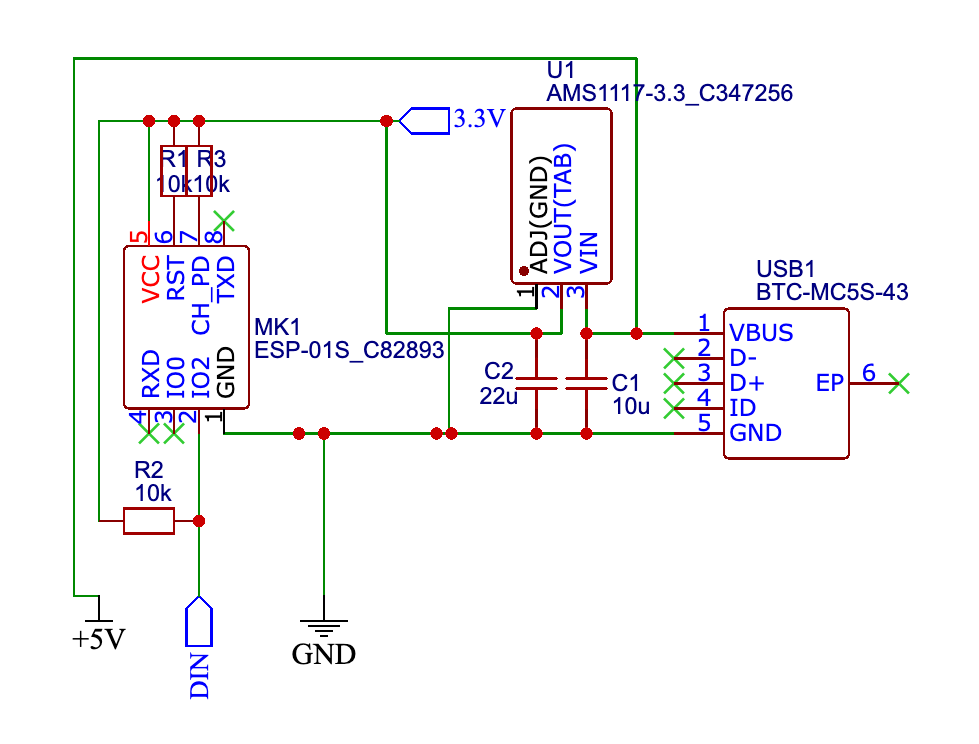 U1
AMS1117-3.3_C347256
3.3V
R1 R3
10k 10k
ADJ(GND)
VOUT(TAB)
VIN
1
2
3
5
6
7
8
VCC
RST
CH_PD
TXD
MK1
ESP-01S_C82893
RXD
IO0
IO2
GND
4
3
2
1
USB1
BTC-MC5S-43
1 VBUS
2 D-
3 D+
4 ID
5 GND
EP 6
C2
22u
C1
10u
R2
10k
+5V
DIN
GND